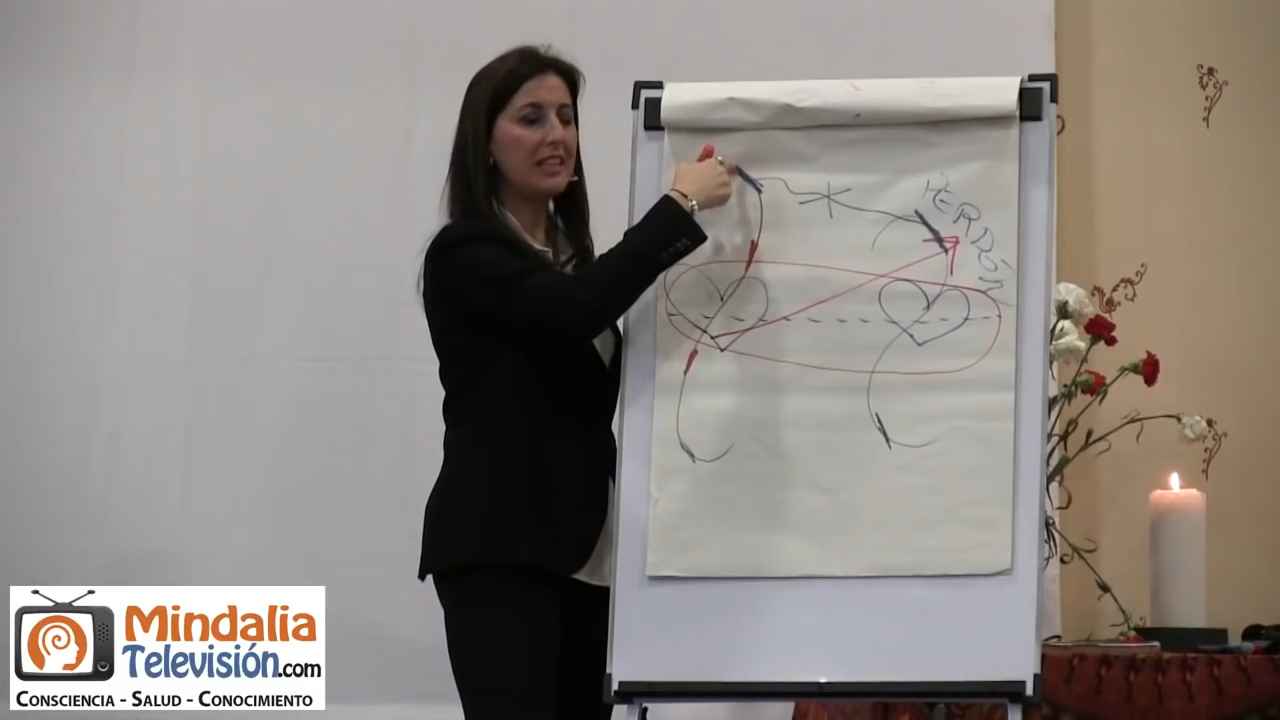 PERDÓN
Mindalia
Televisión.com
CONSCIENCIA - SALUD - CONOCIMIENTO